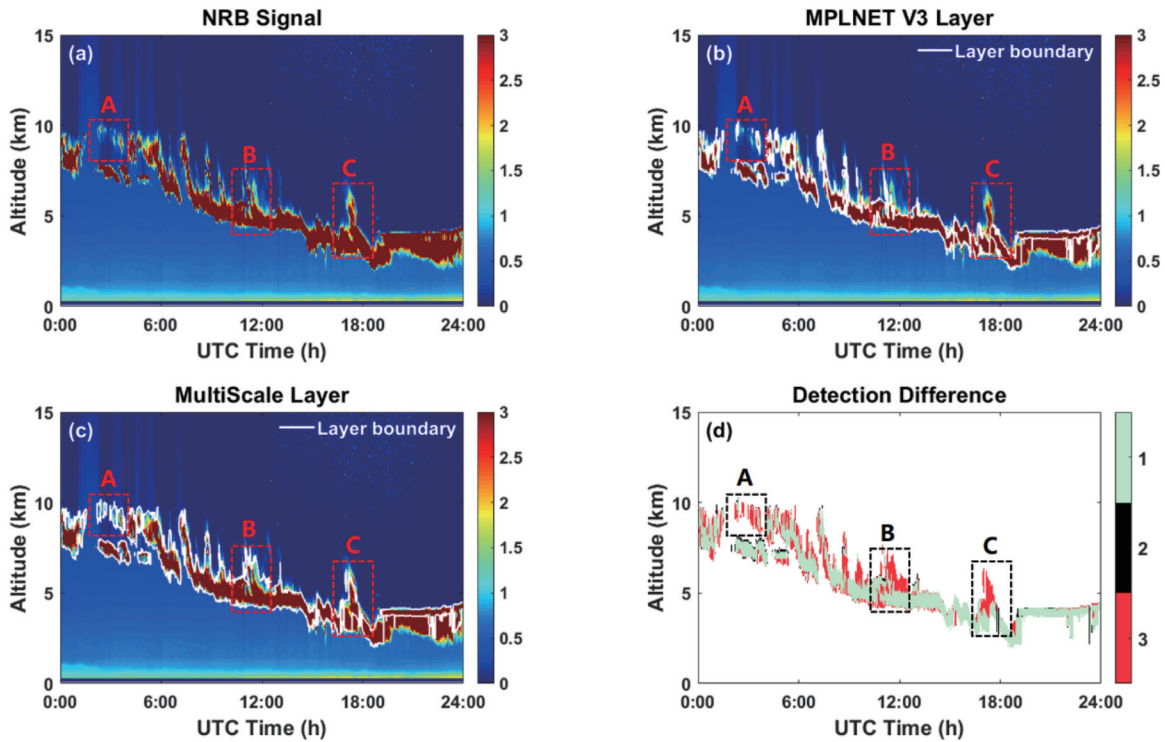 NRB Signal
(a)
A
B
C
Altitude (km)
15
10
5
0
0:00 6:00 12:00 18:00 24:00
UTC Time (h)
3
2.5
2
1.5
1
0.5
0
MPLNET V3 Layer
(b)
Layer boundary
A
B
C
Altitude (km)
15
10
5
0
0:00 6:00 12:00 18:00 24:00
UTC Time (h)
3
2.5
2
1.5
1
0.5
0
MultiScale Layer
(c)
Layer boundary
A
B
C
Altitude (km)
15
10
5
0
0:00 6:00 12:00 18:00 24:00
UTC Time (h)
3
2.5
2
1.5
1
0.5
0
Detection Difference
(d)
A
B
C
Altitude (km)
15
10
5
0
0:00 6:00 12:00 18:00 24:00
UTC Time (h)
1
2
3